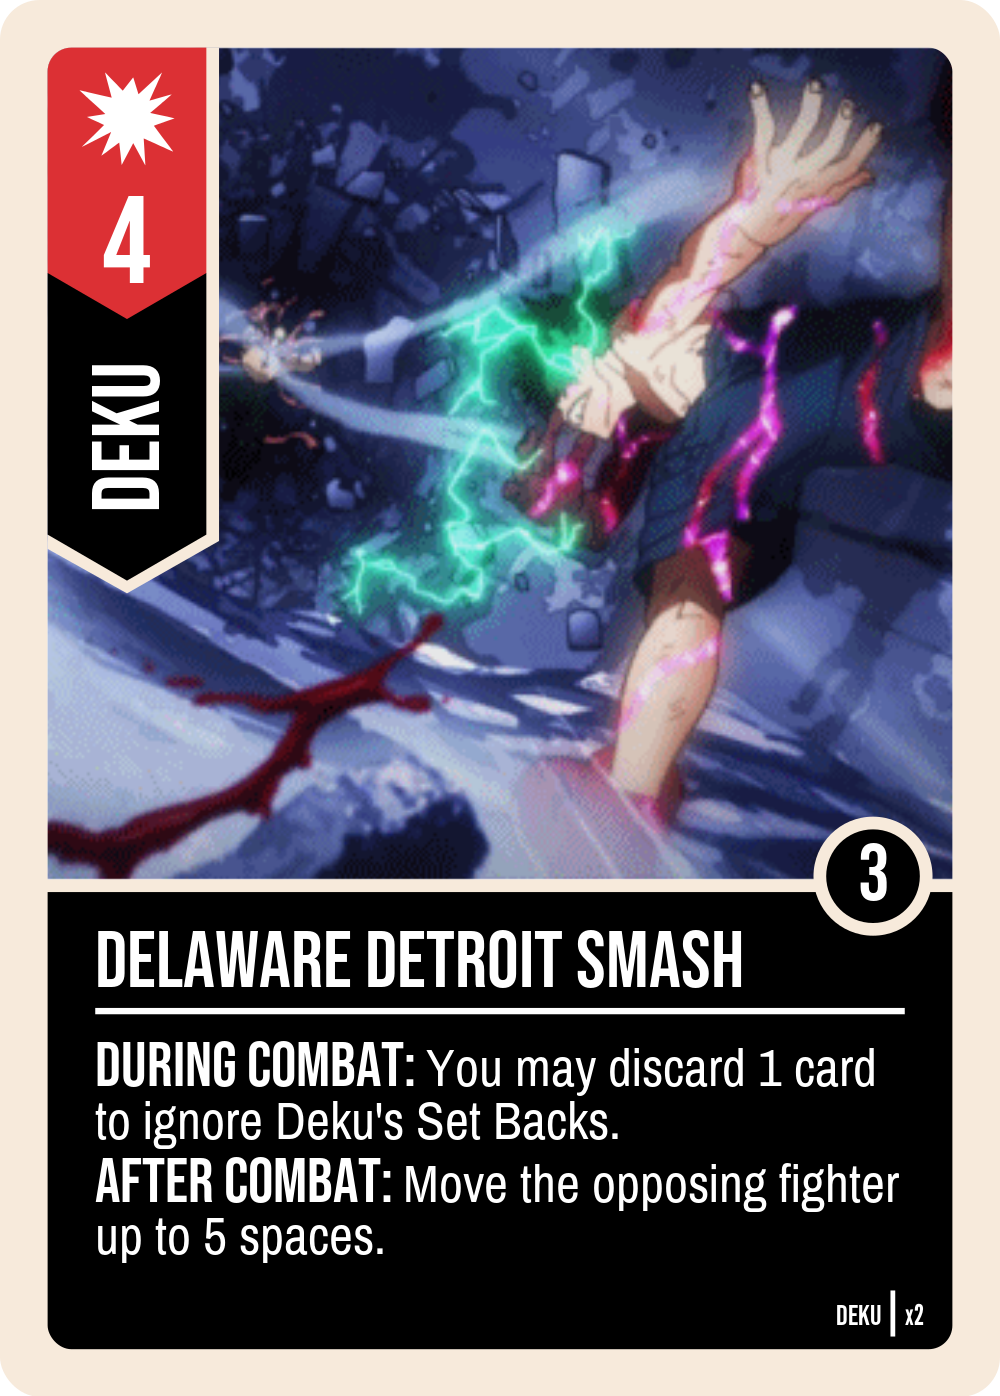 4
DEKU
3
DELAWARE DETROIT SMASH
DURING COMBAT: You may discard 1 card
to ignore Deku's Set Backs.
AFTER COMBAT: Move the opposing fighter
up to 5 spaces.
DEKU | x2